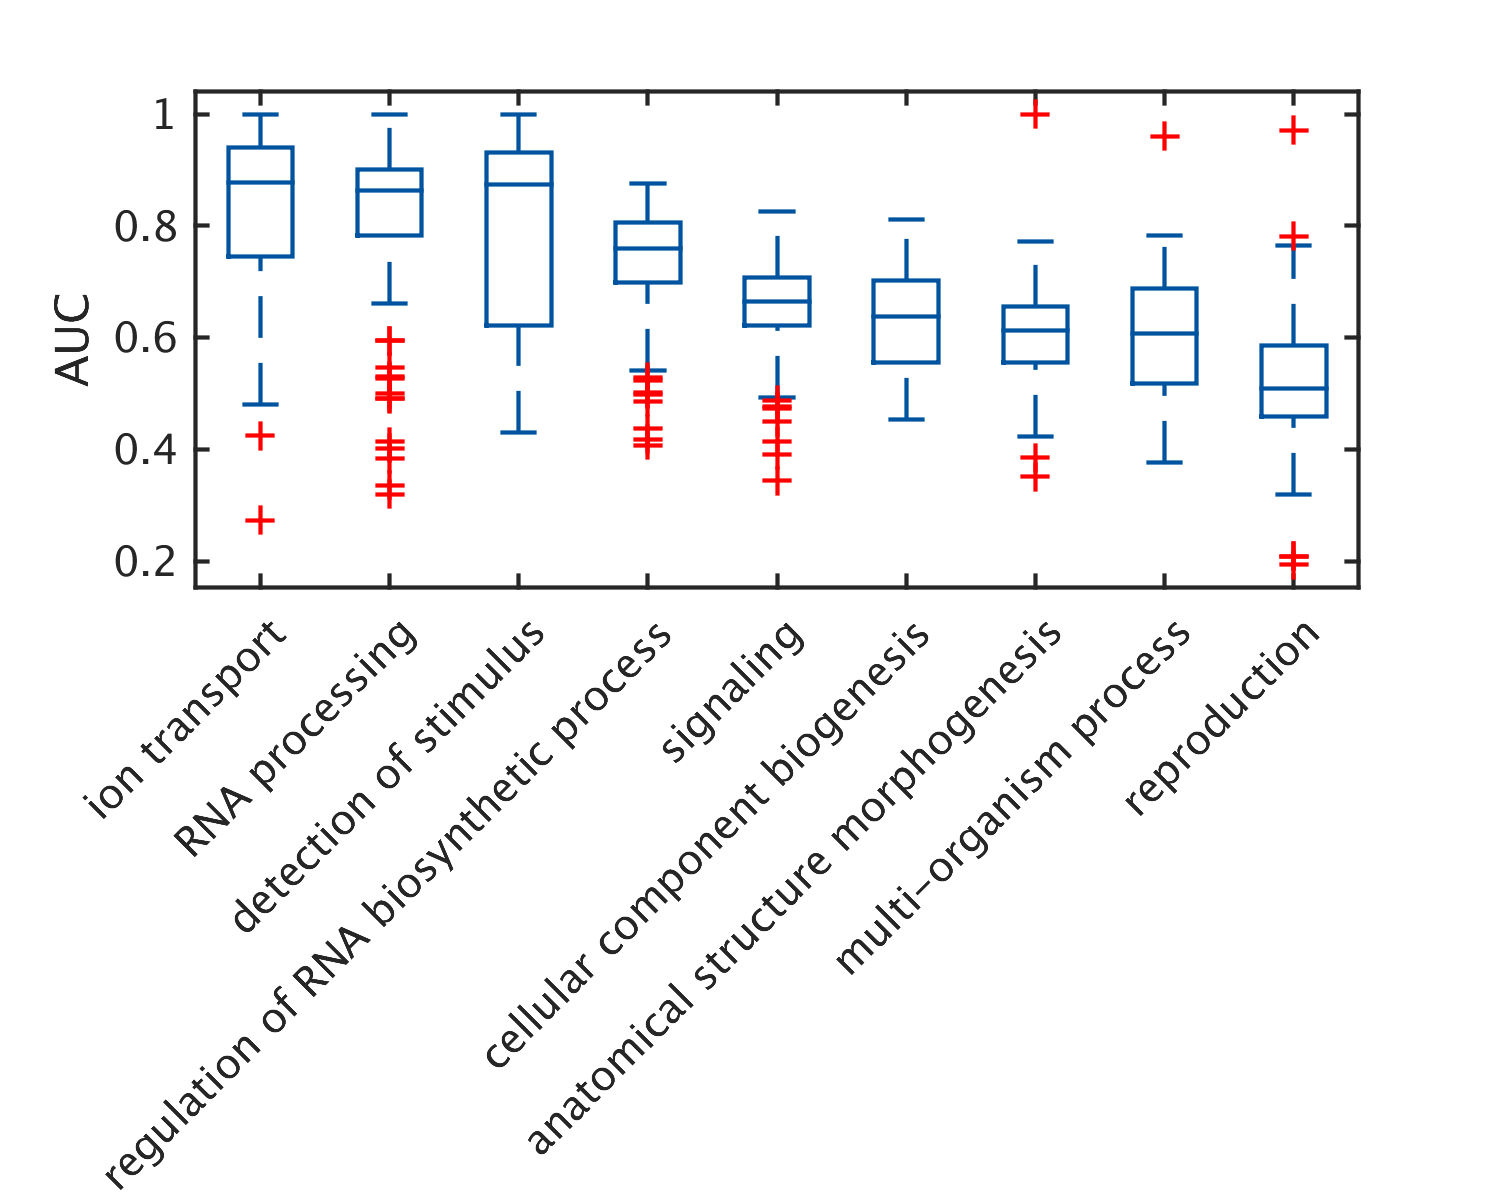 AUC
1
0.8
0.6
0.4
0.2
ion transport
RNA processing
detection of stimulus
regulation of RNA biosynthetic process
signaling
cellular component biogenesis
anatomical structure morphogenesis
multi−organism process
reproduction